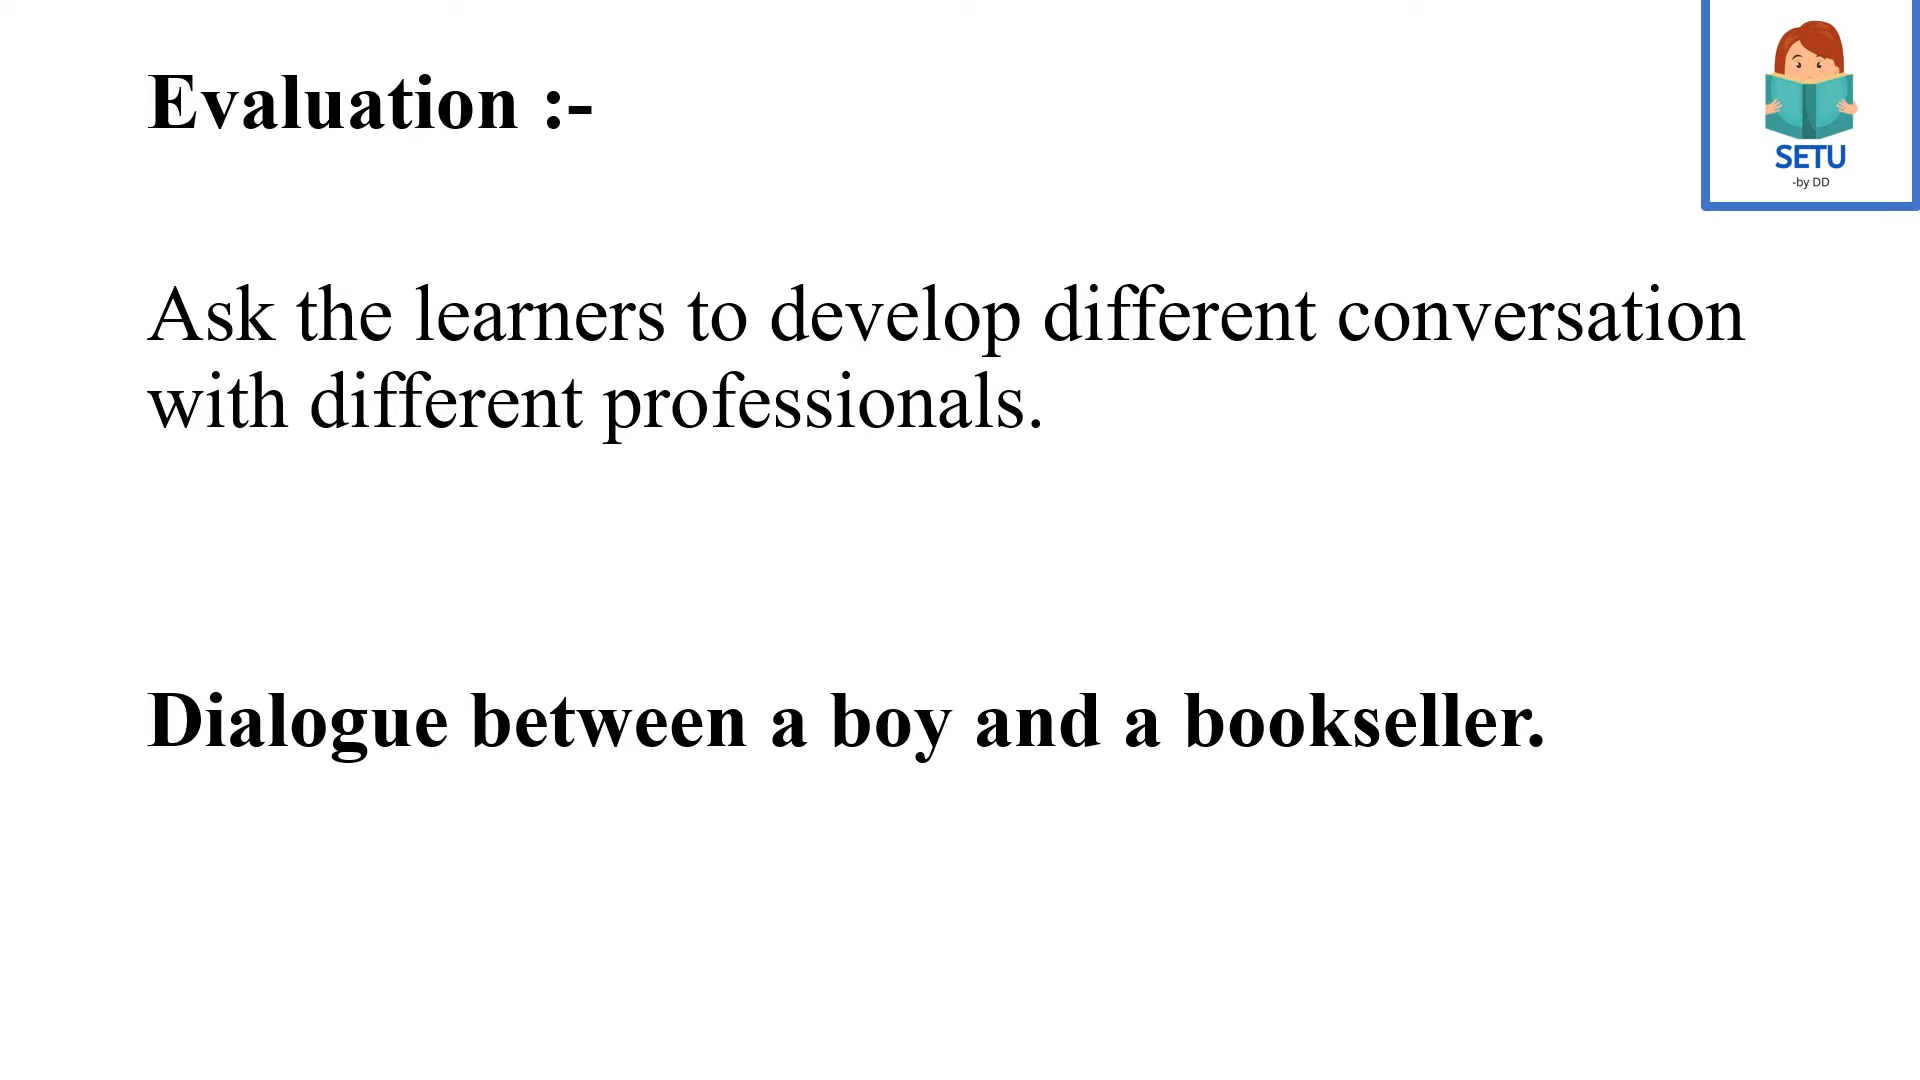 Evaluation :-
SETU
-by DD
Ask the learners to develop different conversation
with different professionals.
Dialogue between a boy and a bookseller.